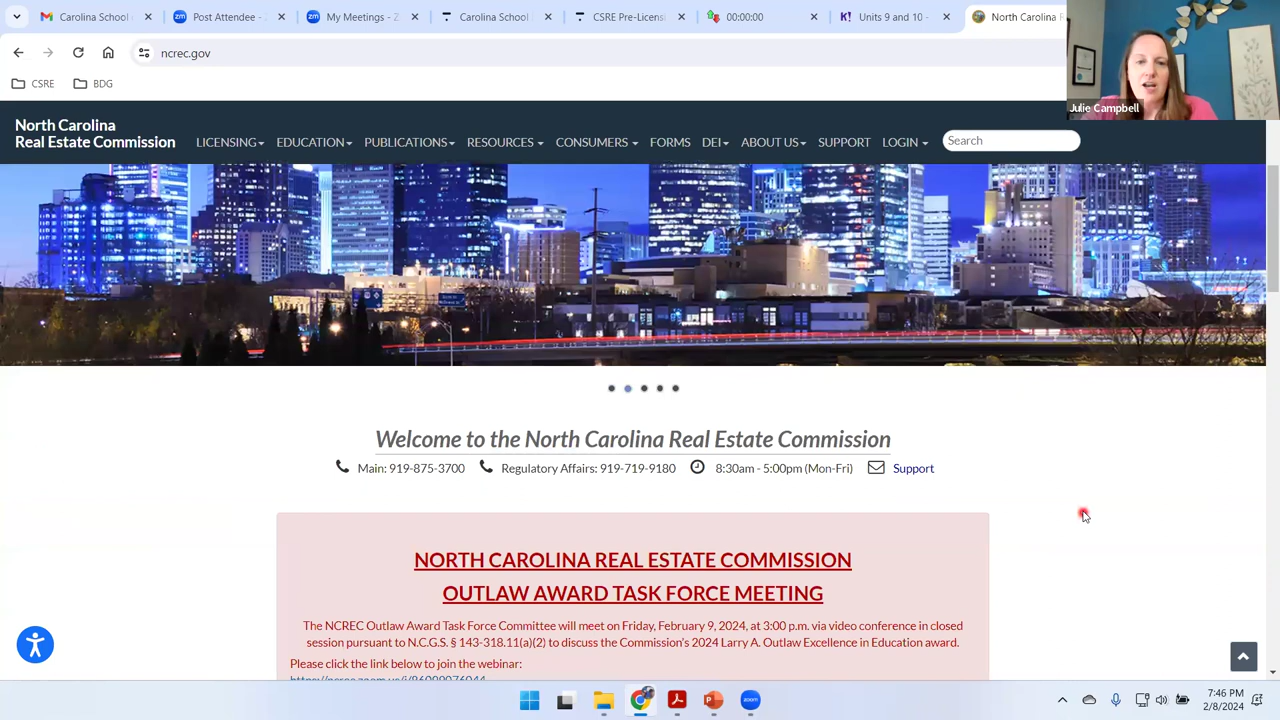 Carolina School
Post Attendee -
My Meetings - Z
Carolina School
CSRE Pre-Licens
00:00:00
K! Units 9 and 10 -
North Carolina R
ncrec.gov
CSRE
BDG
Julie Campbell
North Carolina
Real Estate Commission
LICENSING
EDUCATION
PUBLICATIONS
RESOURCES
CONSUMERS
FORMS
DEI
ABOUT US
SUPPORT
LOGIN
Search
Welcome to the North Carolina Real Estate Commission
Main: 919-875-3700
Regulatory Affairs: 919-719-9180
8:30am - 5:00pm (Mon-Fri)
Support
NORTH CAROLINA REAL ESTATE COMMISSION
OUTLAW AWARD TASK FORCE MEETING
The NCREC Outlaw Award Task Force Committee will meet on Friday, February 9, 2024, at 3:00 p.m. via video conference in closed
session pursuant to N.C.G.S. § 143-318.11(a)(2) to discuss the Commission's 2024 Larry A. Outlaw Excellence in Education award.
Please click the link below to join the webinar:
zoom
7:46 PM
2/8/2024